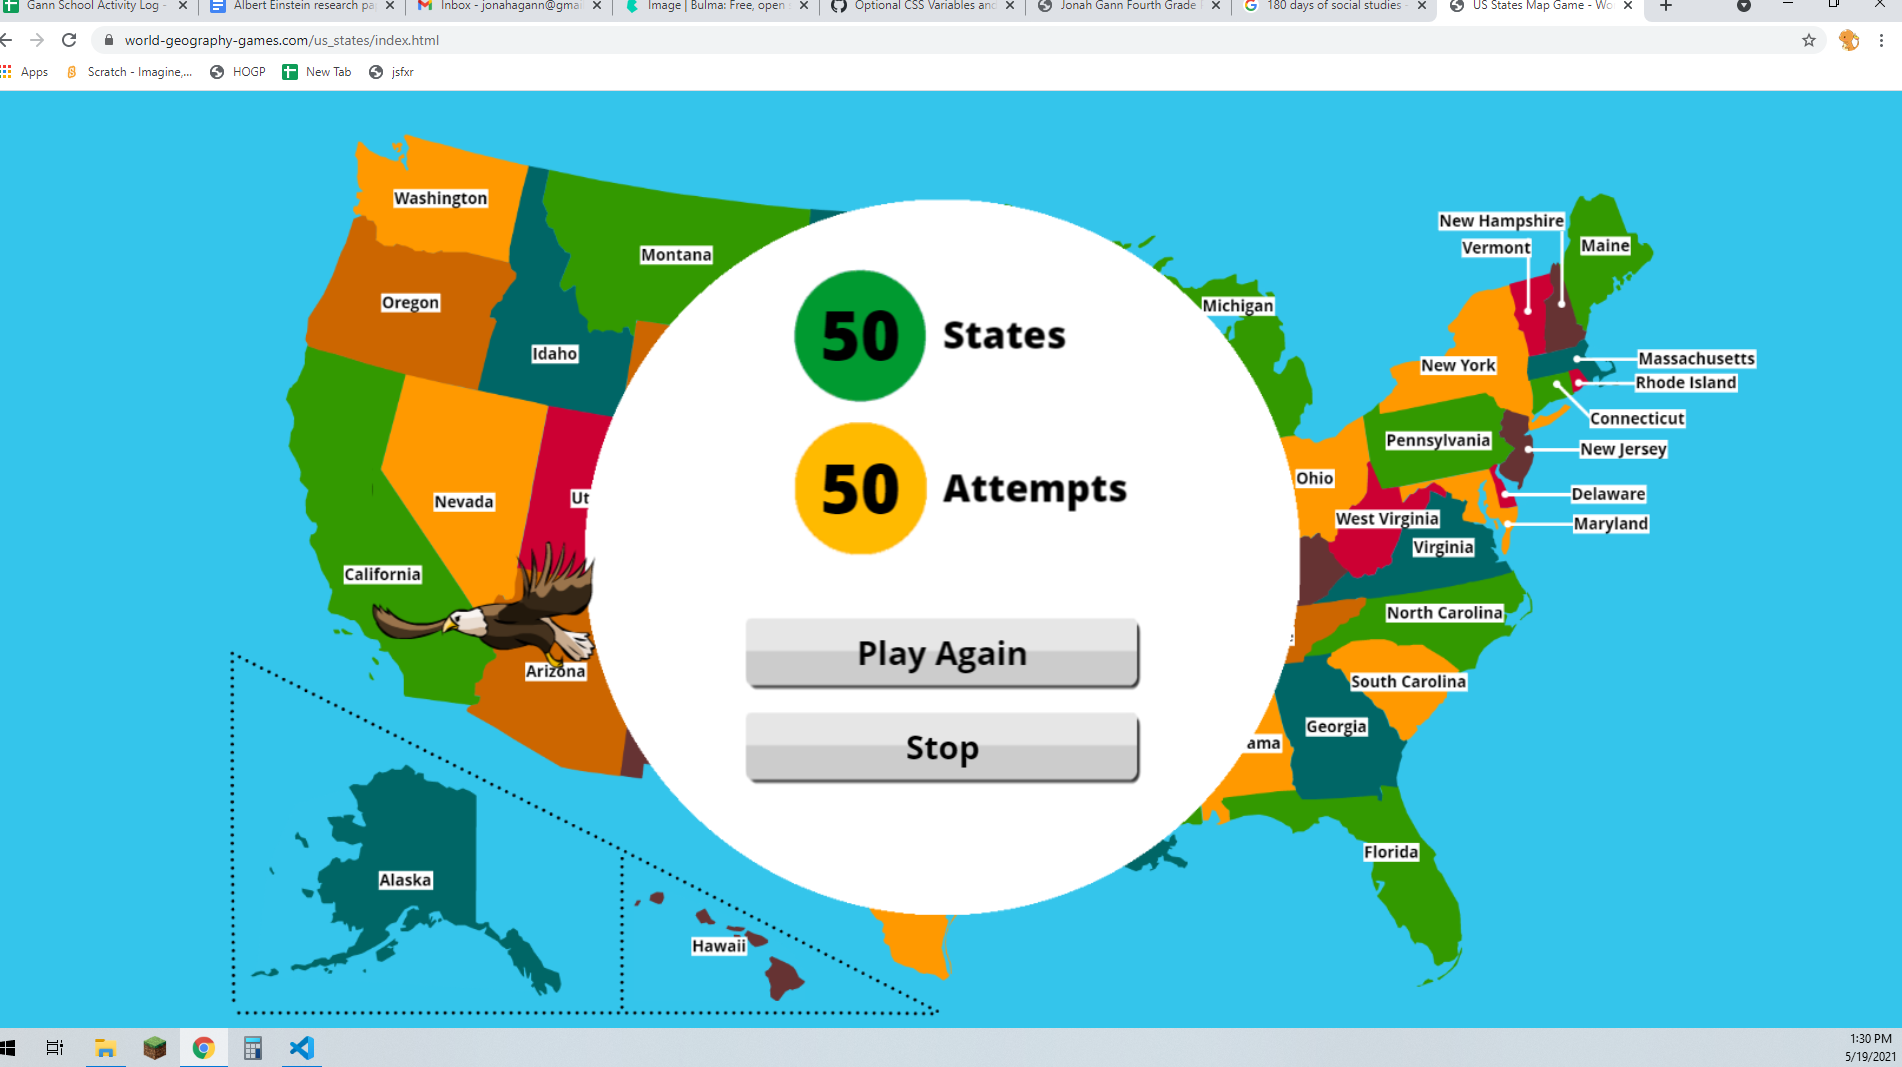 Gann School Activity Log -
Albert Einstein research pa
Inbox - jonahagann@gmai
Image | Bulma: Free, open
Optional CSS Variables and
Jonah Gann Fourth Grade
180 days of social studies -
US States Map Game - Wo
world-geography-games.com/us_states/index.html
Apps
Scratch - Imagine,...
HOGP
New Tab
jsfxr
Washington
Montana
Oregon
Idaho
Nevada
Ut
California
Arizona
Alaska
Hawaii
50 States
50 Attempts
Play Again
Stop
Michigan
New Hampshire
Vermont
Maine
New York
Massachusetts
Rhode Island
Connecticut
Pennsylvania
New Jersey
Ohio
Delaware
West Virginia
Maryland
Virginia
North Carolina
South Carolina
Georgia
ama
Florida
1:30 PM
5/19/2021